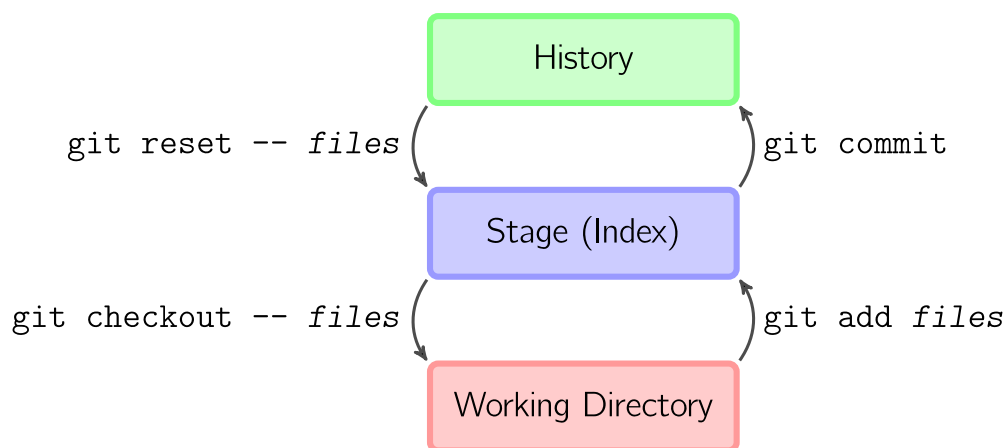 History
git reset -- files
git commit
Stage (Index)
git checkout -- files
git add files
Working Directory